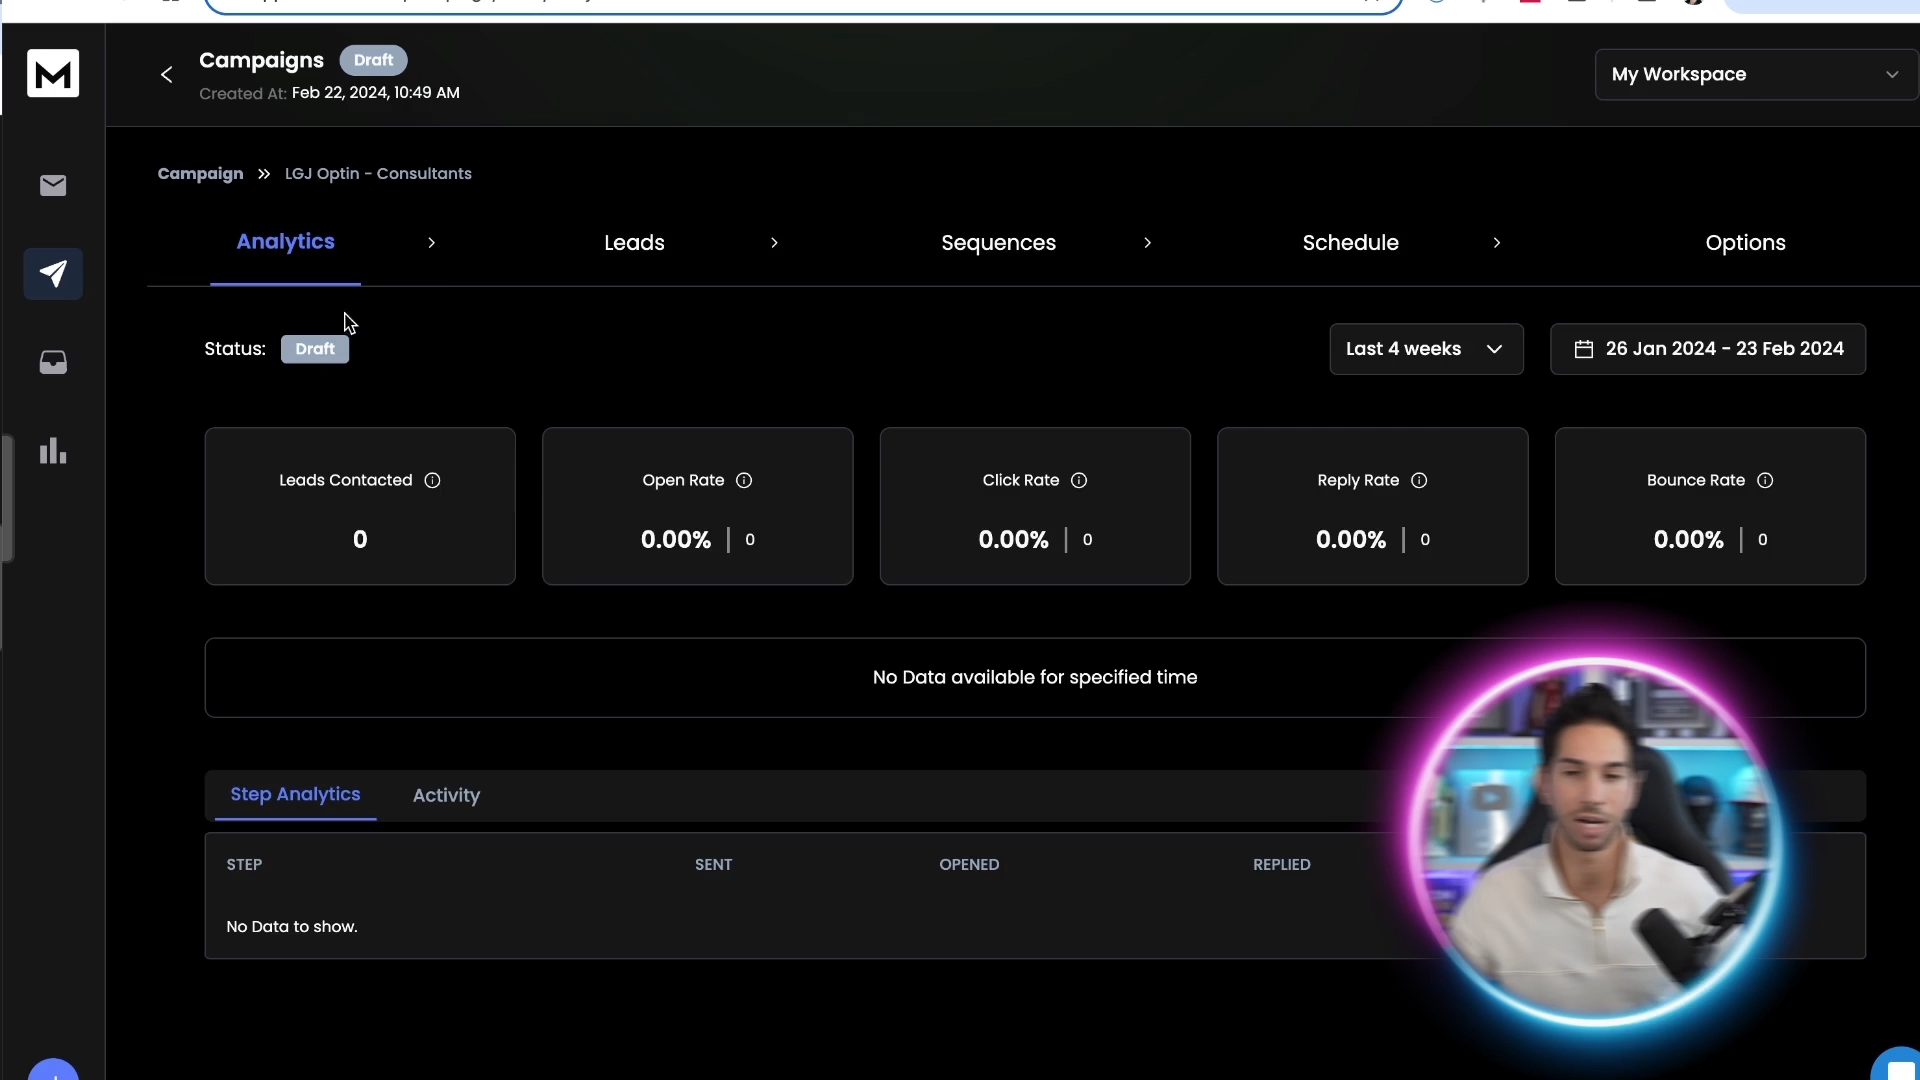 Campaigns Draft
Created At: Feb 22, 2024, 10:49 AM
My Workspace
Campaign » LGJ Optin - Consultants
Analytics > Leads > Sequences > Schedule > Options
Status: Draft
Last 4 weeks
26 Jan 2024 - 23 Feb 2024
Leads Contacted
0
Open Rate
0.00% | 0
Click Rate
0.00% | 0
Reply Rate
0.00% | 0
Bounce Rate
0.00% | 0
No Data available for specified time
Step Analytics Activity
STEP SENT OPENED REPLIED
No Data to show.